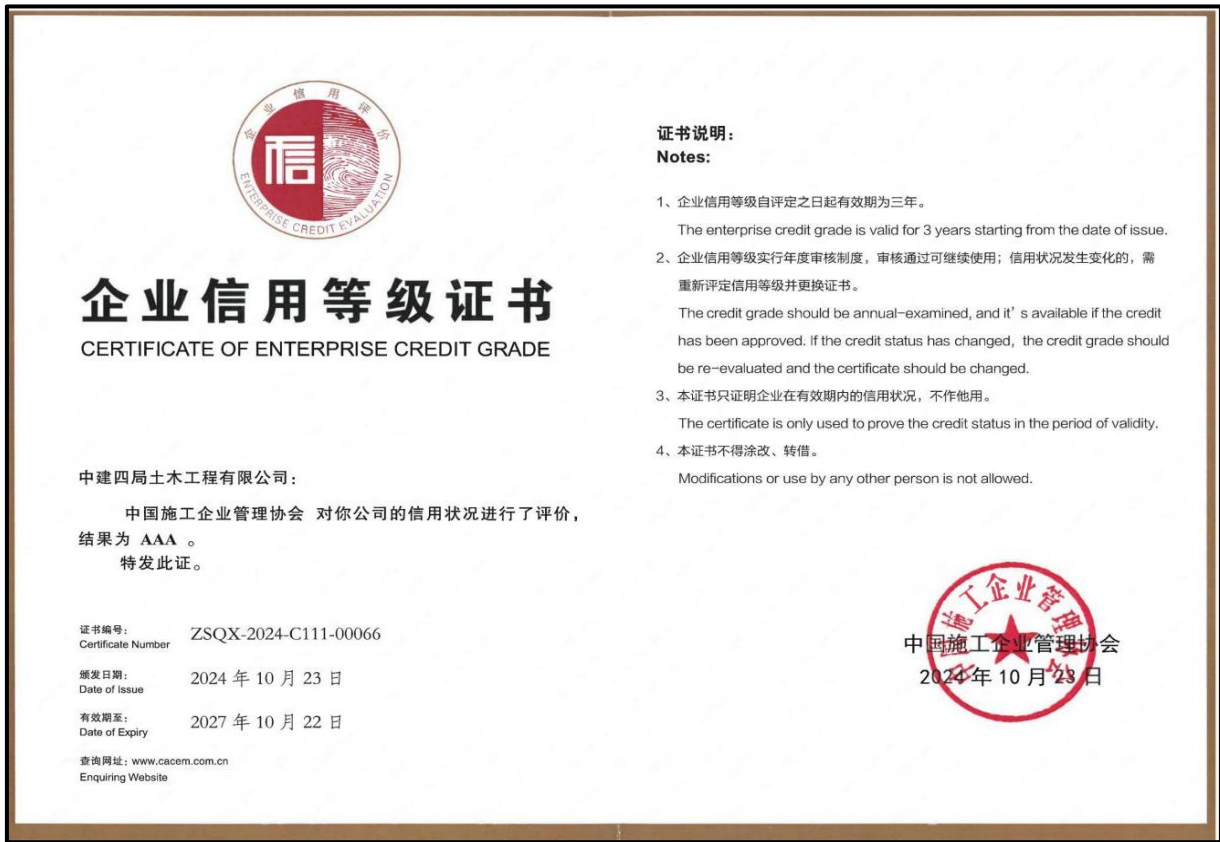 企业信用评价
信
ENTERPRISE CREDIT EVALUATION
企业信用等级证书
CERTIFICATE OF ENTERPRISE CREDIT GRADE
中建四局土木工程有限公司：
中国施工企业管理协会 对你公司的信用状况进行了评价，
结果为 AAA 。
特发此证。
证书编号：
Certificate Number
ZSQX-2024-C111-00066
颁发日期：
Date of Issue
2024 年 10 月 23 日
有效期至：
Date of Expiry
2027 年 10 月 22 日
查询网址：www.cacem.com.cn
Enquiring Website
证书说明：
Notes:
1、企业信用等级自评定之日起有效期为三年。
The enterprise credit grade is valid for 3 years starting from the date of issue.
2、企业信用等级实行年度审核制度，审核通过可继续使用；信用状况发生变化的，需
重新评定信用等级并更换证书。
The credit grade should be annual-examined, and it's available if the credit
has been approved. If the credit status has changed, the credit grade should
be re-evaluated and the certificate should be changed.
3、本证书只证明企业在有效期内的信用状况，不作他用。
The certificate is only used to prove the credit status in the period of validity.
4、本证书不得涂改、转借。
Modifications or use by any other person is not allowed.
中国施工企业管理协会
中国施工企业管理协会
2024 年 10 月 23 日